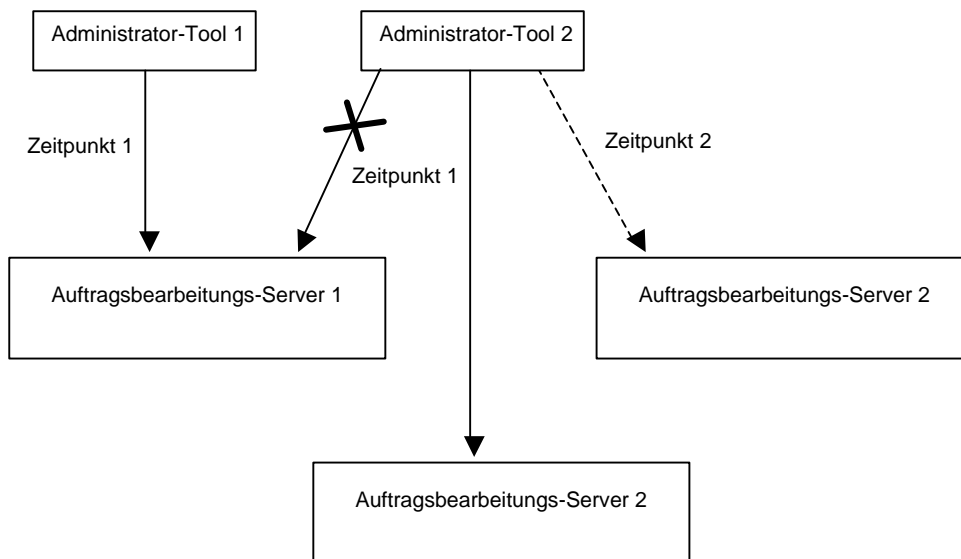 Administrator-Tool 1
Administrator-Tool 2
Zeitpunkt 1
Zeitpunkt 1
Zeitpunkt 2
Auftragsbearbeitungs-Server 1
Auftragsbearbeitungs-Server 2
Auftragsbearbeitungs-Server 2